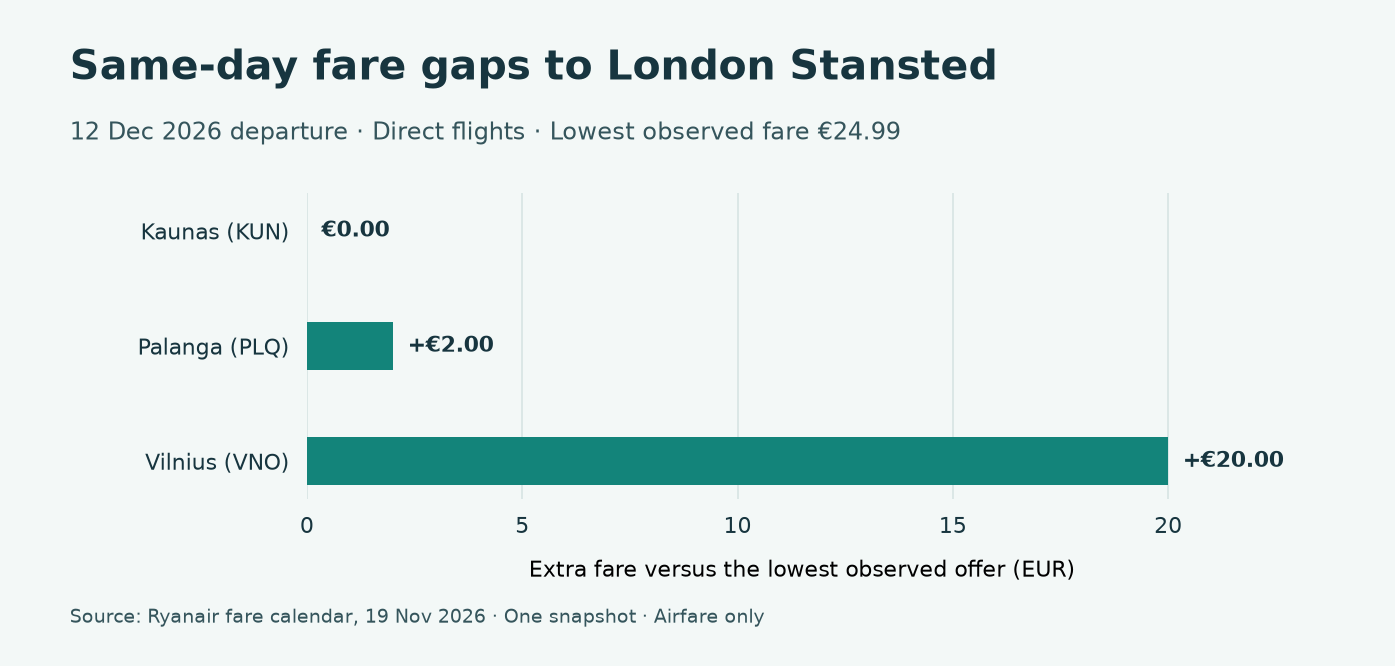 Same-day fare gaps to London Stansted
12 Dec 2026 departure · Direct flights · Lowest observed fare €24.99
Kaunas (KUN) €0.00
Palanga (PLQ) +€2.00
Vilnius (VNO) +€20.00
0 5 10 15 20
Extra fare versus the lowest observed offer (EUR)
Source: Ryanair fare calendar, 19 Nov 2026 · One snapshot · Airfare only